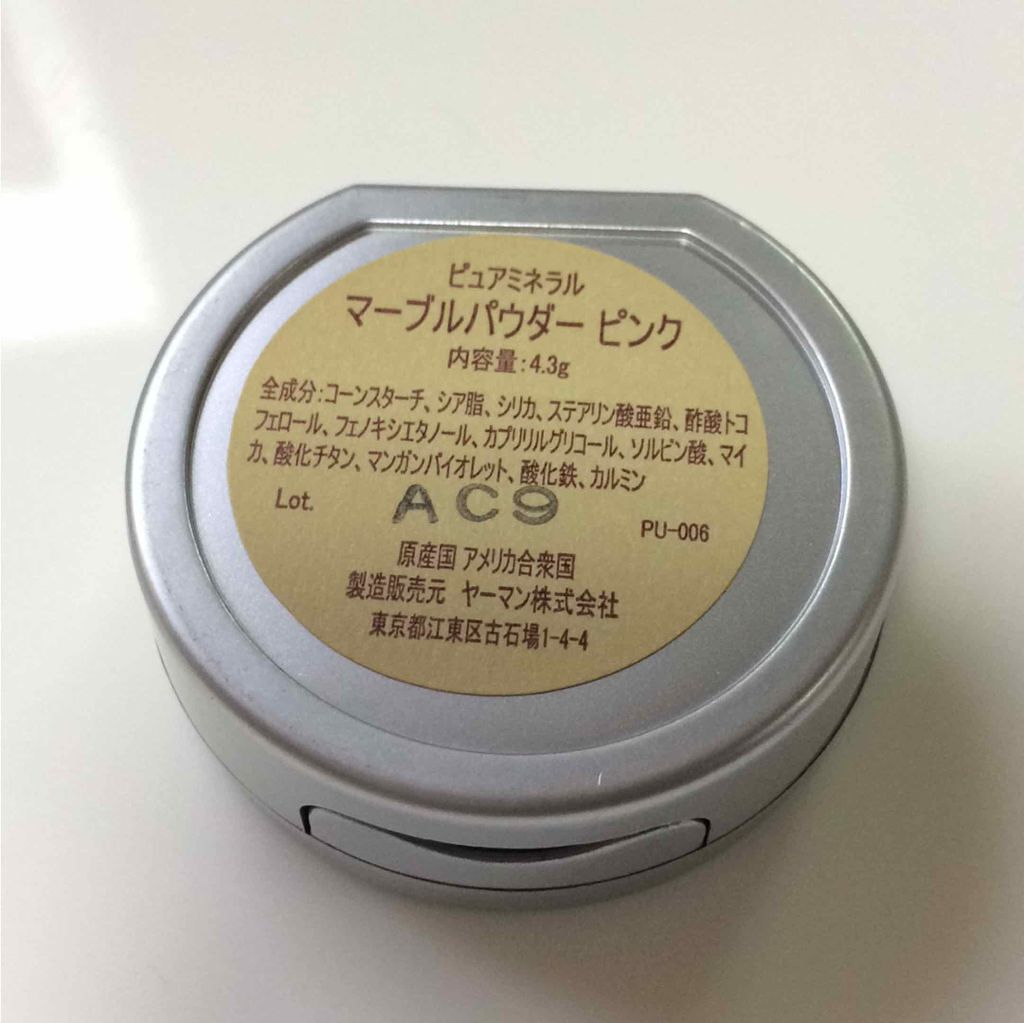 ピュアミネラル
マーブルパウダー ピンク
内容量:4.3g
全成分:コーンスターチ、シア脂、シリカ、ステアリン酸亜鉛、酢酸トコ
フェロール、フェノキシエタノール、カプリリルグリコール、ソルビン酸、マイ
カ、酸化チタン、マンガンバイオレット、酸化鉄、カルミン
Lot. AC9
PU-006
原産国 アメリカ合衆国
製造販売元 ヤーマン株式会社
東京都江東区古石場1-4-4